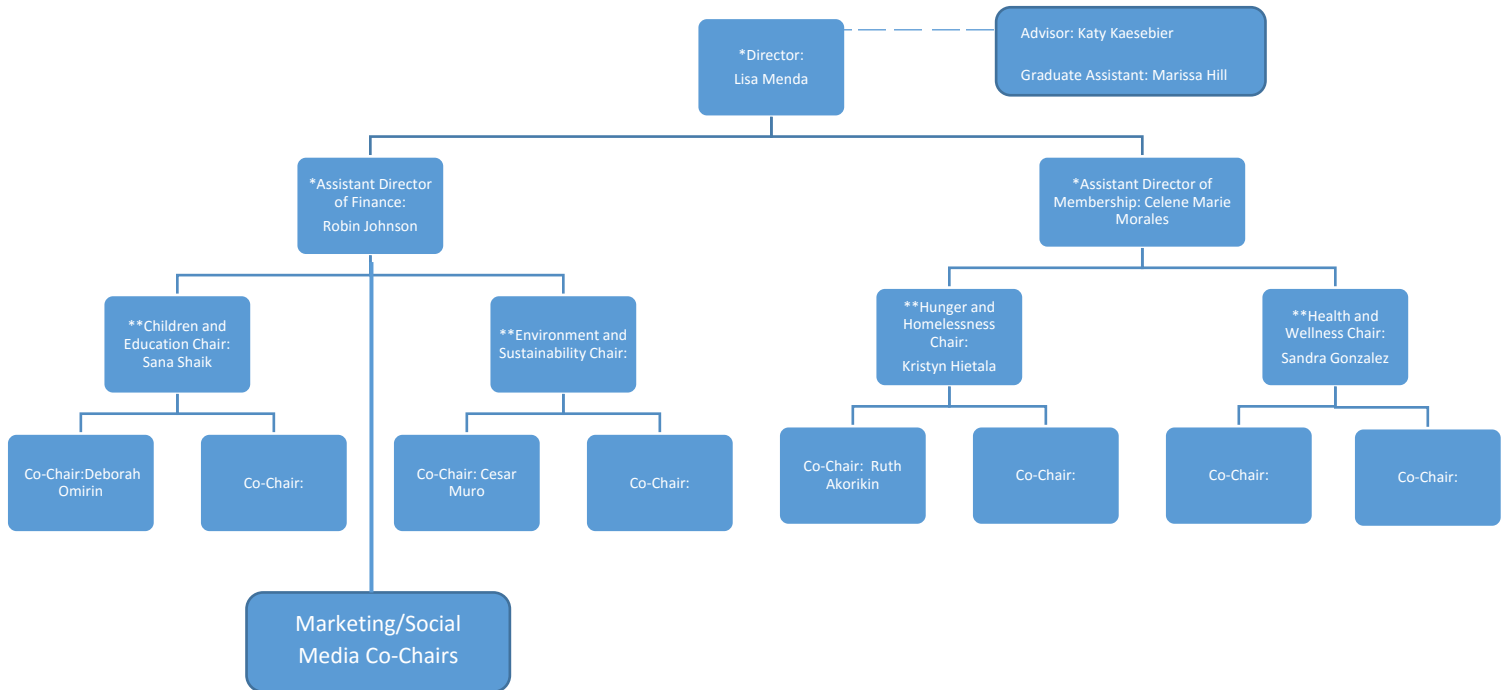 *Director:
Lisa Menda
Advisor: Katy Kaesebier
Graduate Assistant: Marissa Hill
*Assistant Director
of Finance:
Robin Johnson
*Assistant Director of
Membership: Celene Marie
Morales
**Children and
Education Chair:
Sana Shaik
**Environment and
Sustainability Chair:
**Hunger and
Homelessness
Chair:
Kristyn Hietala
**Health and
Wellness Chair:
Sandra Gonzalez
Co-Chair:Deborah
Omirin
Co-Chair:
Co-Chair: Cesar
Muro
Co-Chair:
Co-Chair:  Ruth
Akorikin
Co-Chair:
Co-Chair:
Co-Chair:
Marketing/Social
Media Co-Chairs